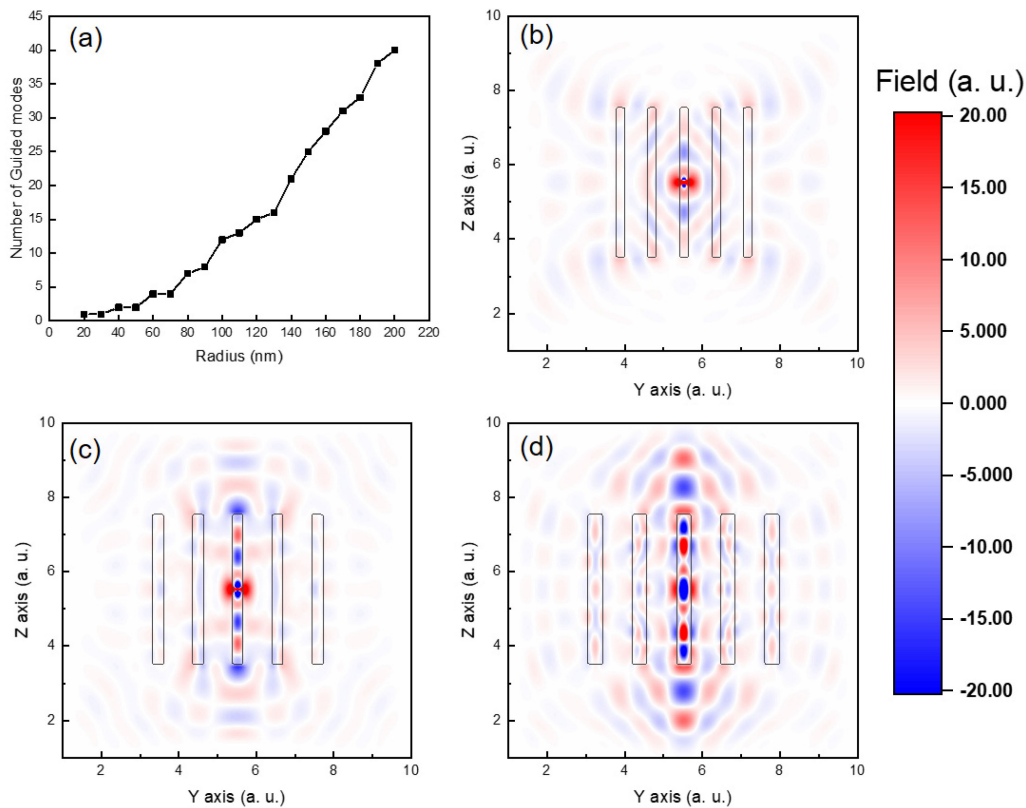 (a)
45
40
35
30
25
20
15
10
5
0
Number of Guided modes
0 20 40 60 80 100 120 140 160 180 200 220
Radius (nm)
(b)
10
8
6
4
2
Z axis (a. u.)
2 4 6 8 10
Y axis (a. u.)
Field (a. u.)
20.00
15.00
10.00
5.000
0.000
-5.000
-10.00
-15.00
-20.00
(c)
10
8
6
4
2
Z axis (a. u.)
2 4 6 8 10
Y axis (a. u.)
(d)
10
8
6
4
2
Z axis (a. u.)
2 4 6 8 10
Y axis (a. u.)